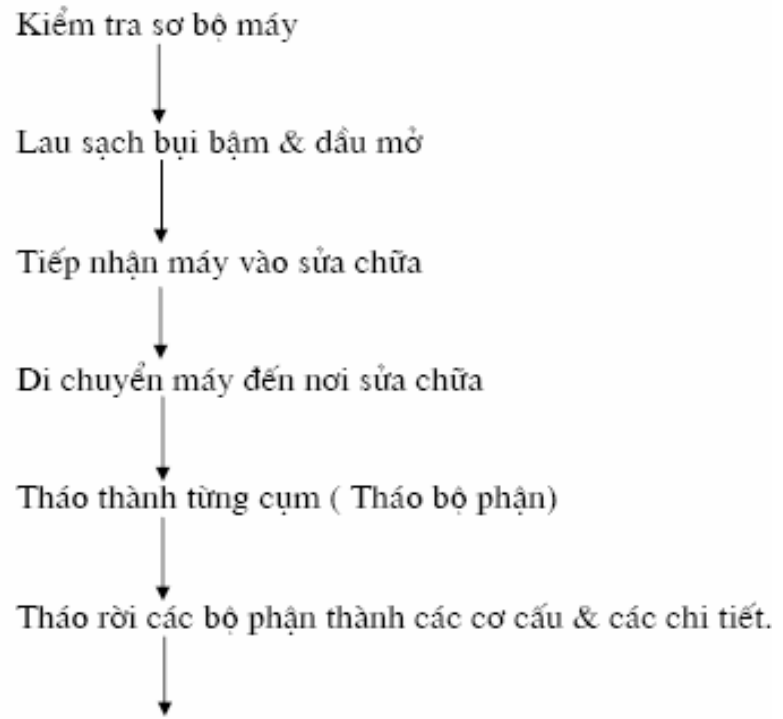 Kiểm tra sơ bộ máy
Lau sạch bụi bậm & dầu mở
Tiếp nhận máy vào sửa chữa
Di chuyển máy đến nơi sửa chữa
Tháo thành từng cụm ( Tháo bộ phận)
Tháo rời các bộ phận thành các cơ cấu & các chi tiết.